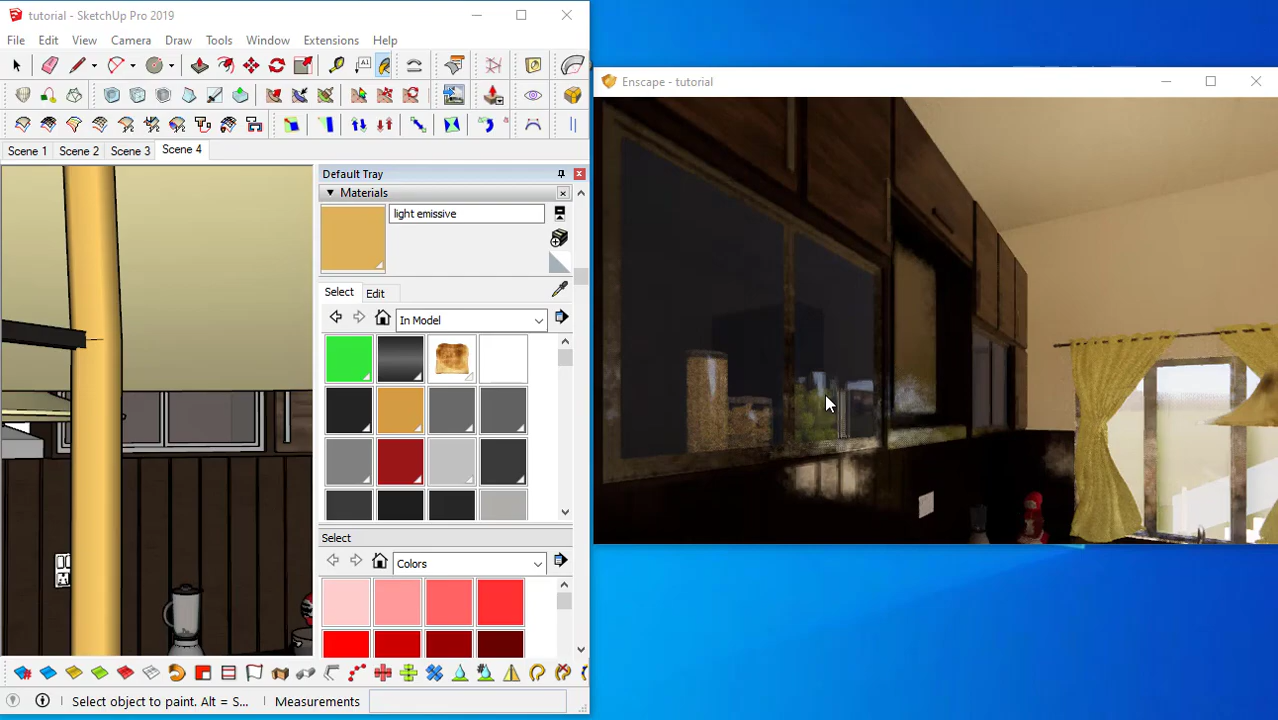 tutorial - SketchUp Pro 2019
File Edit View Camera Draw Tools Window Extensions Help
A1
Scene 1 Scene 2 Scene 3 Scene 4
Default Tray
Materials
light emissive
Select Edit
In Model
Select
Colors
Select object to paint. Alt = S... Measurements
Enscape - tutorial